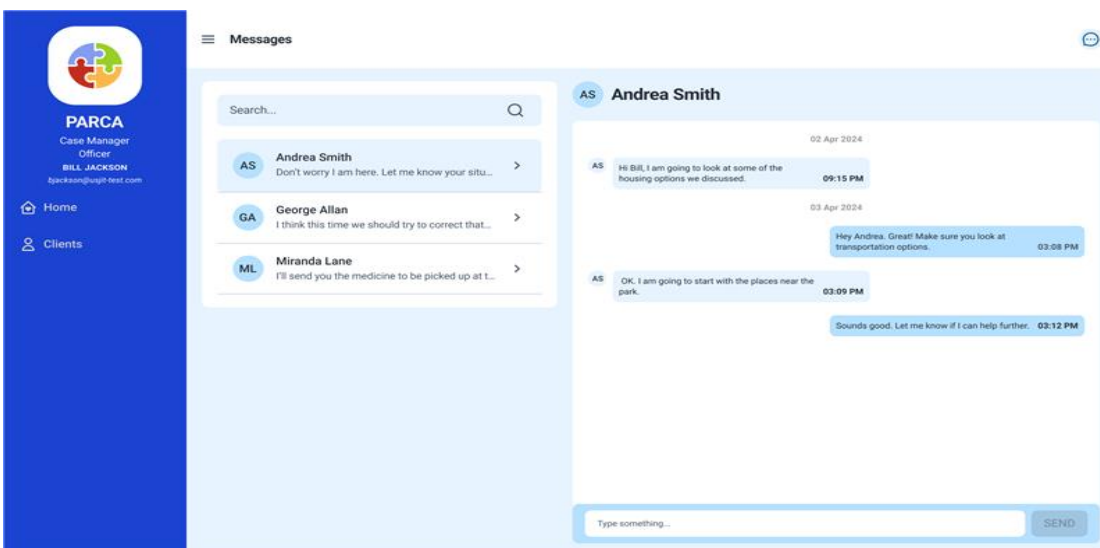 PARCA
Case Manager
Officer
BILL JACKSON
bjackson@usjit-test.com
Home
Clients
Messages
Search...
AS
Andrea Smith
Don't worry I am here. Let me know your situ...
GA
George Allan
I think this time we should try to correct that...
ML
Miranda Lane
I'll send you the medicine to be picked up at t...
AS Andrea Smith
02 Apr 2024
AS
Hi Bill, I am going to look at some of the
housing options we discussed. 09:15 PM
03 Apr 2024
Hey Andrea. Great! Make sure you look at
transportation options. 03:08 PM
AS
OK. I am going to start with the places near the
park. 03:09 PM
Sounds good. Let me know if I can help further. 03:12 PM
Type something...
SEND